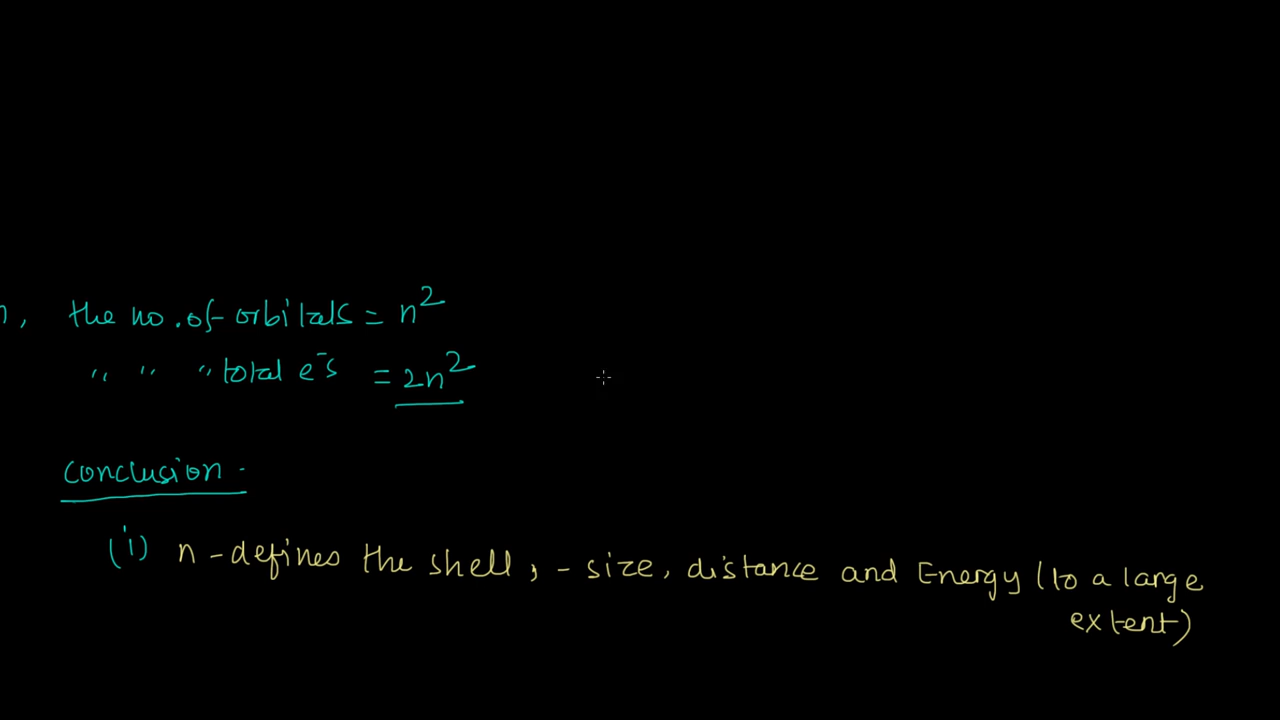 n, the no. of orbitals = n²
" " " total e⁻s = 2n²
conclusion.
(i) n - defines the shell, - size, distance and Energy (to a large
extent)